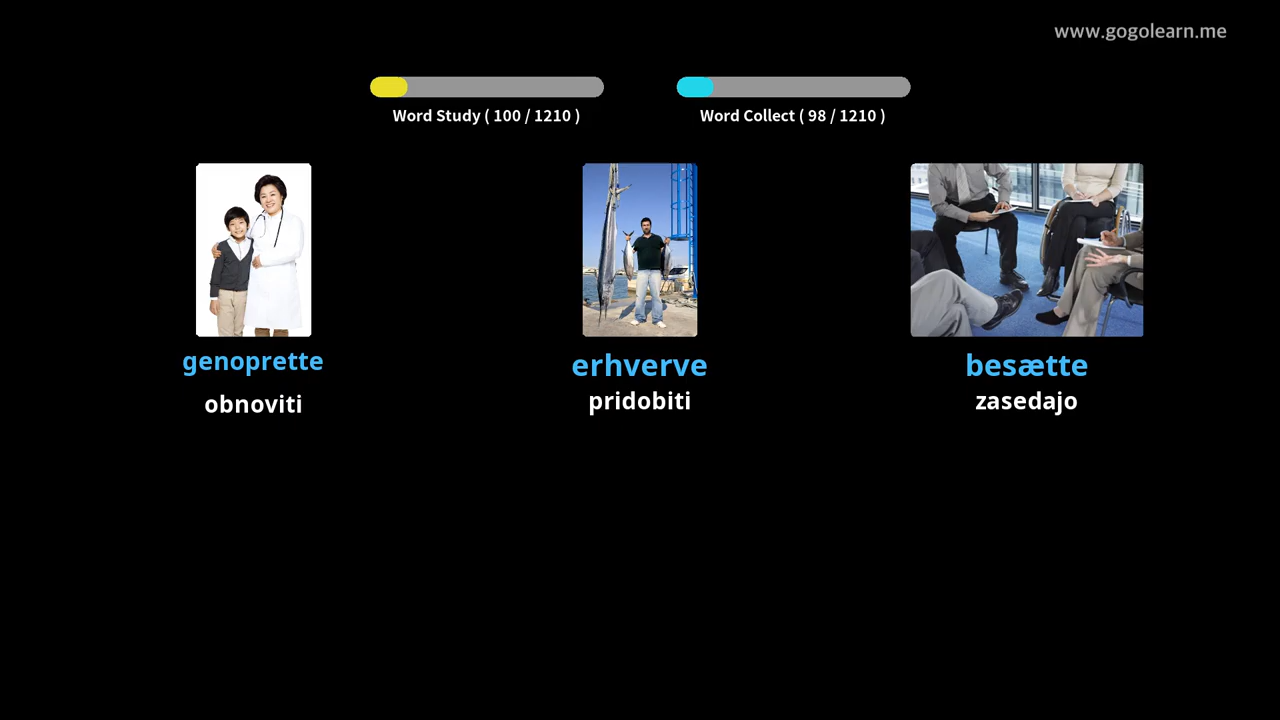 www.gogolearn.me
Word Study ( 100 / 1210 )
Word Collect ( 98 / 1210 )
genoprette
obnoviti
erhverve
pridobiti
besætte
zasedajo